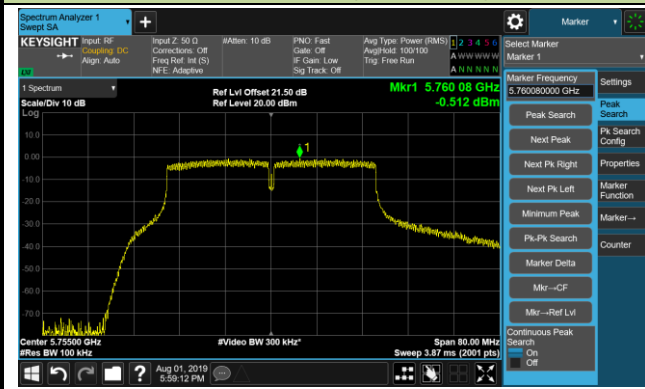 Spectrum Analyzer 1
Swept SA
+
Marker
KEYSIGHT Input: RF
Coupling: DC
Align: Auto
Input Z: 50 Ω
Corrections: Off
Freq Ref: Int (S)
NFE: Adaptive
#Atten: 10 dB
PNO: Fast
Gate: Off
IF Gain: Low
Sig Track: Off
Avg Type: Power (RMS)
Avg|Hold: 100/100
Trig: Free Run
1 2 3 4 5 6
A W W W W W
A N N N N N
Select Marker
Marker 1
LXI
1 Spectrum
Scale/Div 10 dB
Log
Ref Lvl Offset 21.50 dB
Ref Level 20.00 dBm
Mkr1 5.760 08 GHz
-0.512 dBm
1
10.0
0.00
-10.0
-20.0
-30.0
-40.0
-50.0
-60.0
-70.0
Center 5.75500 GHz
#Res BW 100 kHz
#Video BW 300 kHz*
Span 80.00 MHz
Sweep 3.87 ms (2001 pts)
Marker Frequency
5.760080000 GHz
Peak Search
Next Peak
Next Pk Right
Next Pk Left
Minimum Peak
Pk-Pk Search
Marker Delta
Mkr→CF
Mkr→Ref Lvl
Continuous Peak
Search
On
Off
Settings
Peak
Search
Pk Search
Config
Properties
Marker
Function
Marker→
Counter
?
Aug 01, 2019
5:59:12 PM